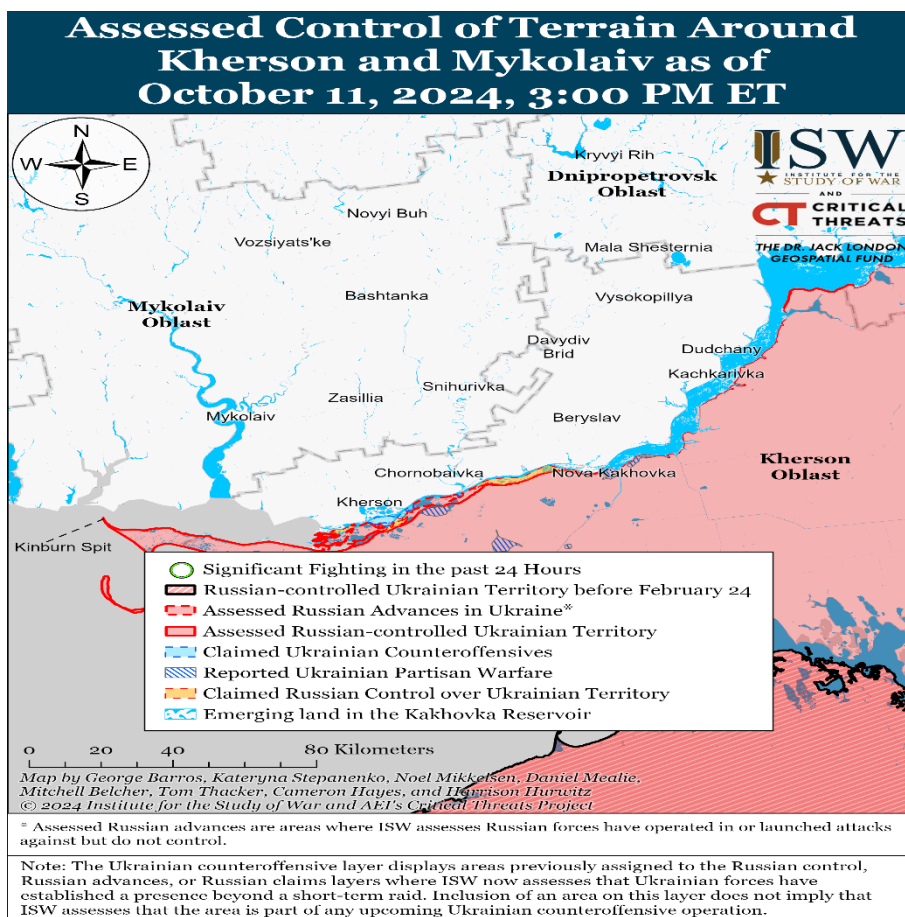 Assessed Control of Terrain Around
Kherson and Mykolaiv as of
October 11, 2024, 3:00 PM ET
N
W
E
S
Kryvyi Rih
Dnipropetrovsk
Oblast
ISW
INSTITUTE FOR THE
STUDY OF WAR
AND
CT CRITICAL
THREATS
THE DR. JACK LONDON
GEOSPATIAL FUND
Novyi Buh
Vozsiyats'ke
Mala Shesternia
Bashtanka
Vysokopillya
Mykolaiv
Oblast
Davydiv
Brid
Dudchany
Kachkarivka
Snihurivka
Zasillia
Mykolaiv
Beryslav
Kherson
Oblast
Chornobaivka
Nova Kakhovka
Kherson
Kinburn Spit
Significant Fighting in the past 24 Hours
Russian-controlled Ukrainian Territory before February 24
Assessed Russian Advances in Ukraine*
Assessed Russian-controlled Ukrainian Territory
Claimed Ukrainian Counteroffensives
Reported Ukrainian Partisan Warfare
Claimed Russian Control over Ukrainian Territory
Emerging land in the Kakhovka Reservoir
0 20 40 80 Kilometers
Map by George Barros, Kateryna Stepanenko, Noel Mikkelsen, Daniel Mealie,
Mitchell Belcher, Tom Thacker, Cameron Hayes, and Harrison Hurwitz
© 2024 Institute for the Study of War and AEI's Critical Threats Project
* Assessed Russian advances are areas where ISW assesses Russian forces have operated in or launched attacks
against but do not control.
Note: The Ukrainian counteroffensive layer displays areas previously assigned to the Russian control,
Russian advances, or Russian claims layers where ISW now assesses that Ukrainian forces have
established a presence beyond a short-term raid. Inclusion of an area on this layer does not imply that
ISW assesses that the area is part of any upcoming Ukrainian counteroffensive operation.